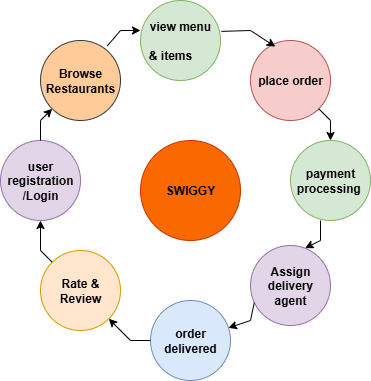 view menu
& items
place order
payment
processing
Assign
delivery
agent
order
delivered
Rate &
Review
user
registration
/Login
Browse
Restaurants
SWIGGY